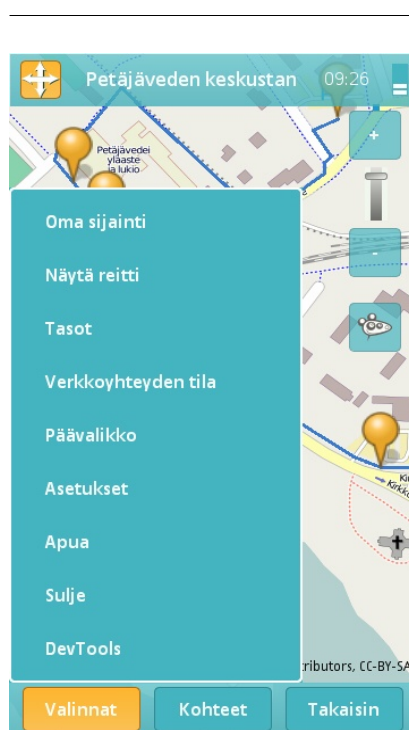 Petäjäveden keskustan 09:26
+
Petäjävedei
yläaste
ja lukio
Oma sijainti
Näytä reitti
Tasot
-
Verkkoyhteyden tila
Päävalikko
Asetukset
Apua
Sulje
DevTools
tributors, CC-BY-SA
Valinnat Kohteet Takaisin